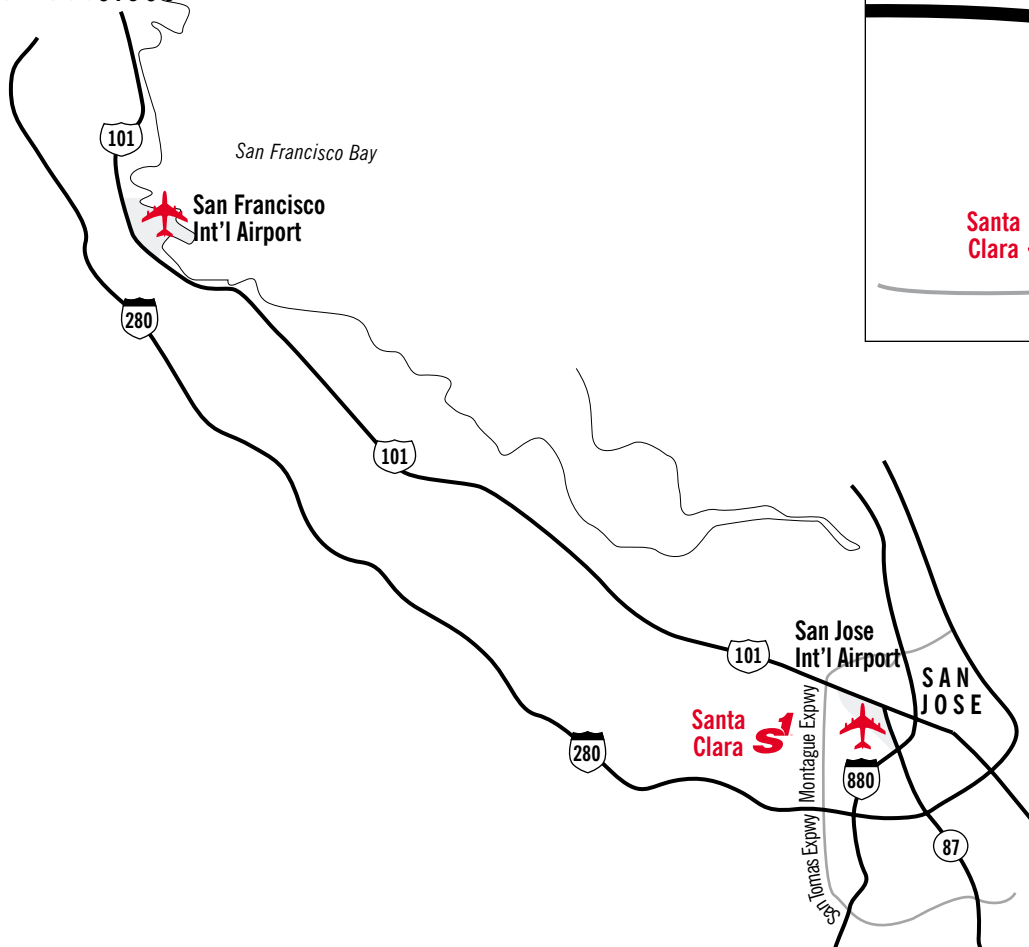 101
San Francisco Bay
San Francisco
Int'l Airport
Santa
Clara
280
101
San Jose
Int'l Airport
101
SAN
JOSE
Santa
Clara S1
Montague Expwy
280
880
San Tomas Expwy
87